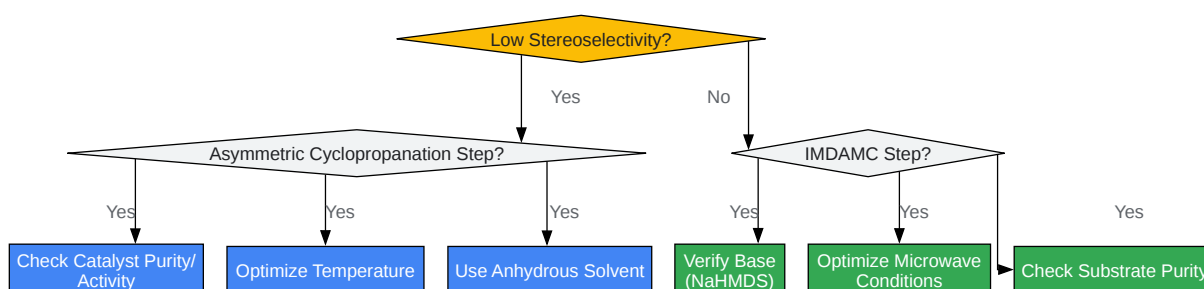 Low Stereoselectivity?
Yes
No
Asymmetric Cyclopropanation Step?
IMDAMC Step?
Yes
Yes
Yes
Yes
Yes
Yes
Check Catalyst Purity/
Activity
Optimize Temperature
Use Anhydrous Solvent
Verify Base
(NaHMDS)
Optimize Microwave
Conditions
Check Substrate Purity